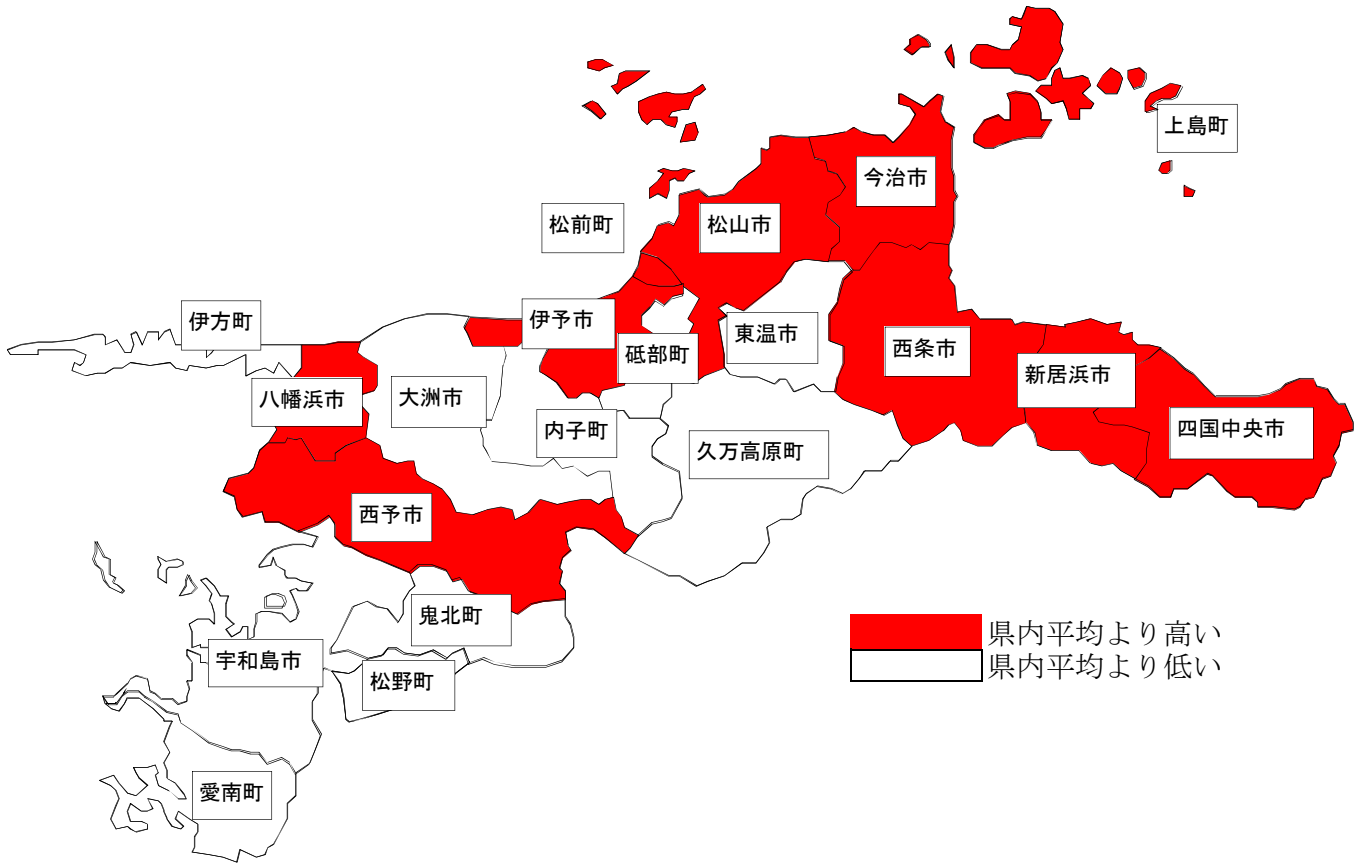 上島町
今治市
松前町
松山市
伊方町
伊予市
東温市
砥部町
西条市
新居浜市
八幡浜市
大洲市
内子町
久万高原町
四国中央市
西予市
鬼北町
宇和島市
松野町
愛南町
県内平均より高い
県内平均より低い